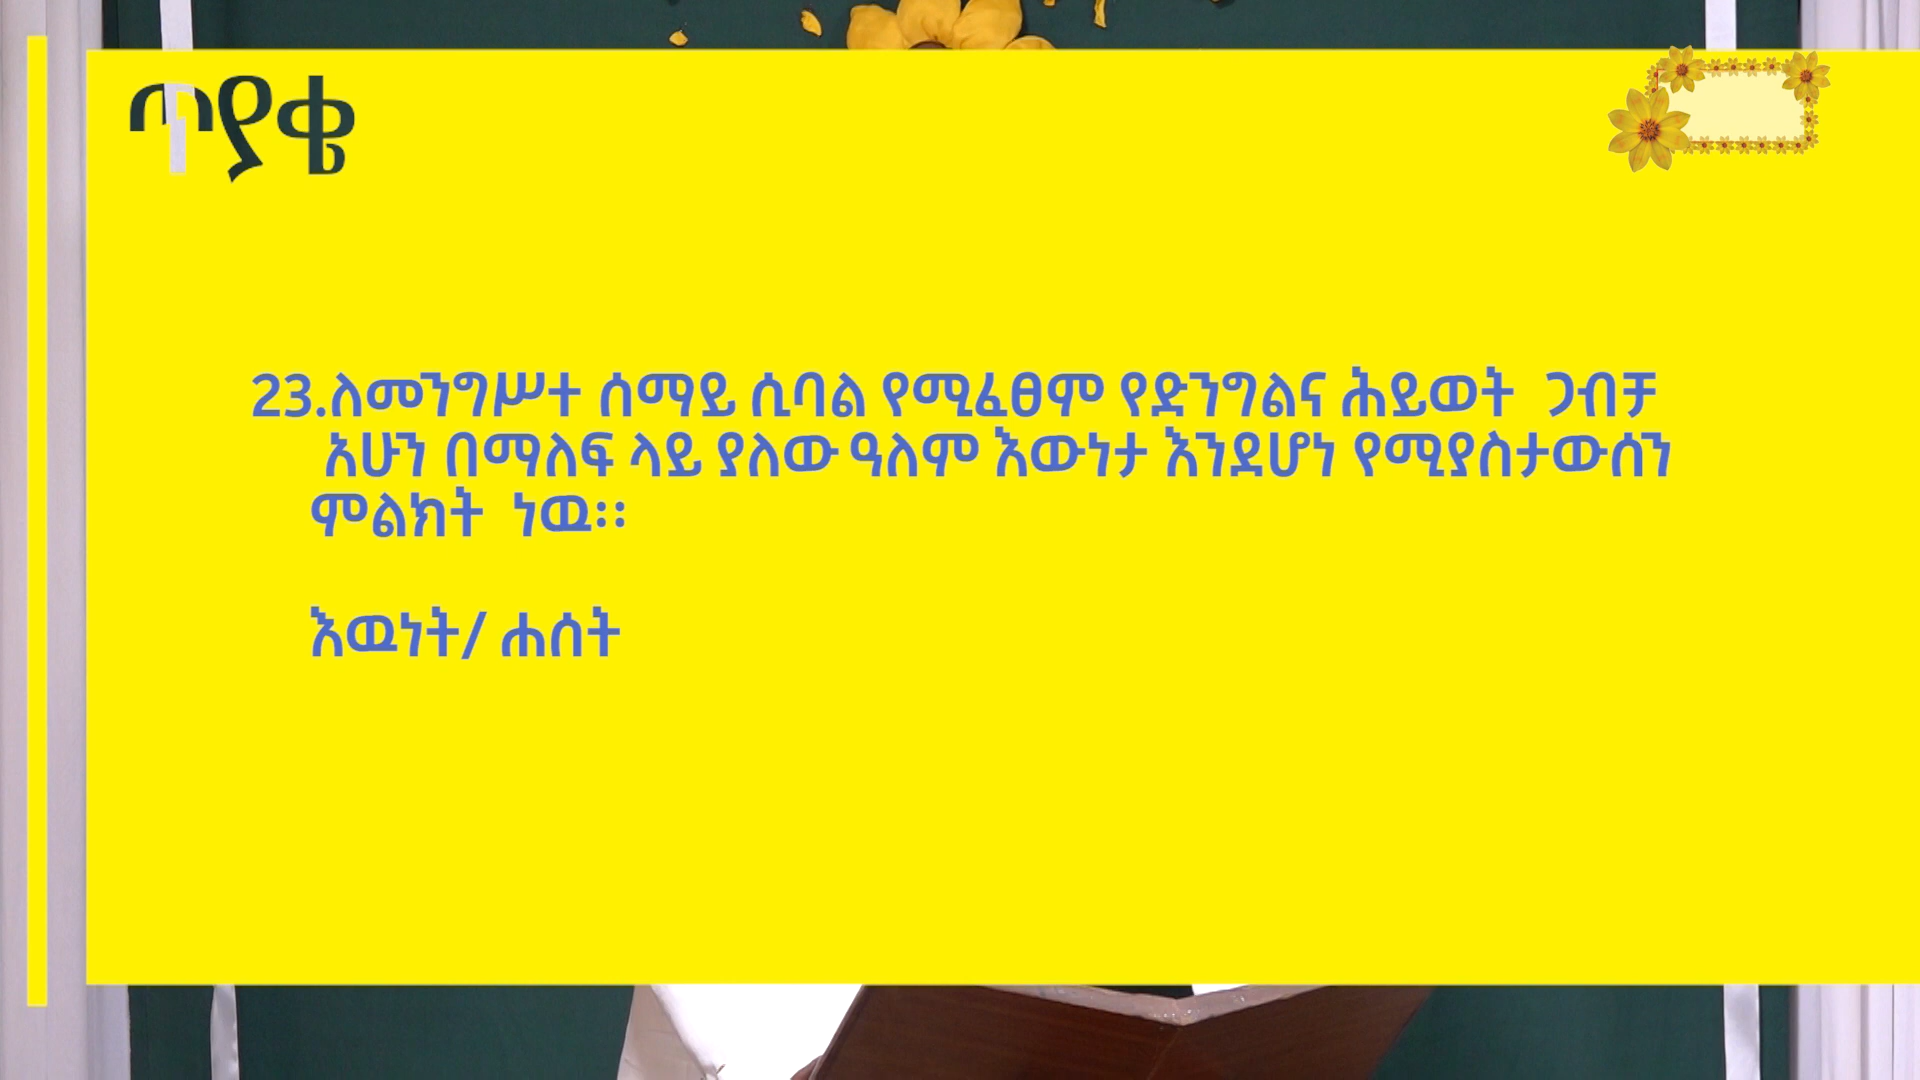 ጥያቄ
23.ለመንግሥተ ሰማይ ሲባል የሚፈፀም የድንግልና ሕይወት ጋብቻ
አሁን በማለፍ ላይ ያለው ዓለም እውነታ እንደሆነ የሚያስታውሰን
ምልክት ነዉ፡፡
እዉነት/ ሐሰት